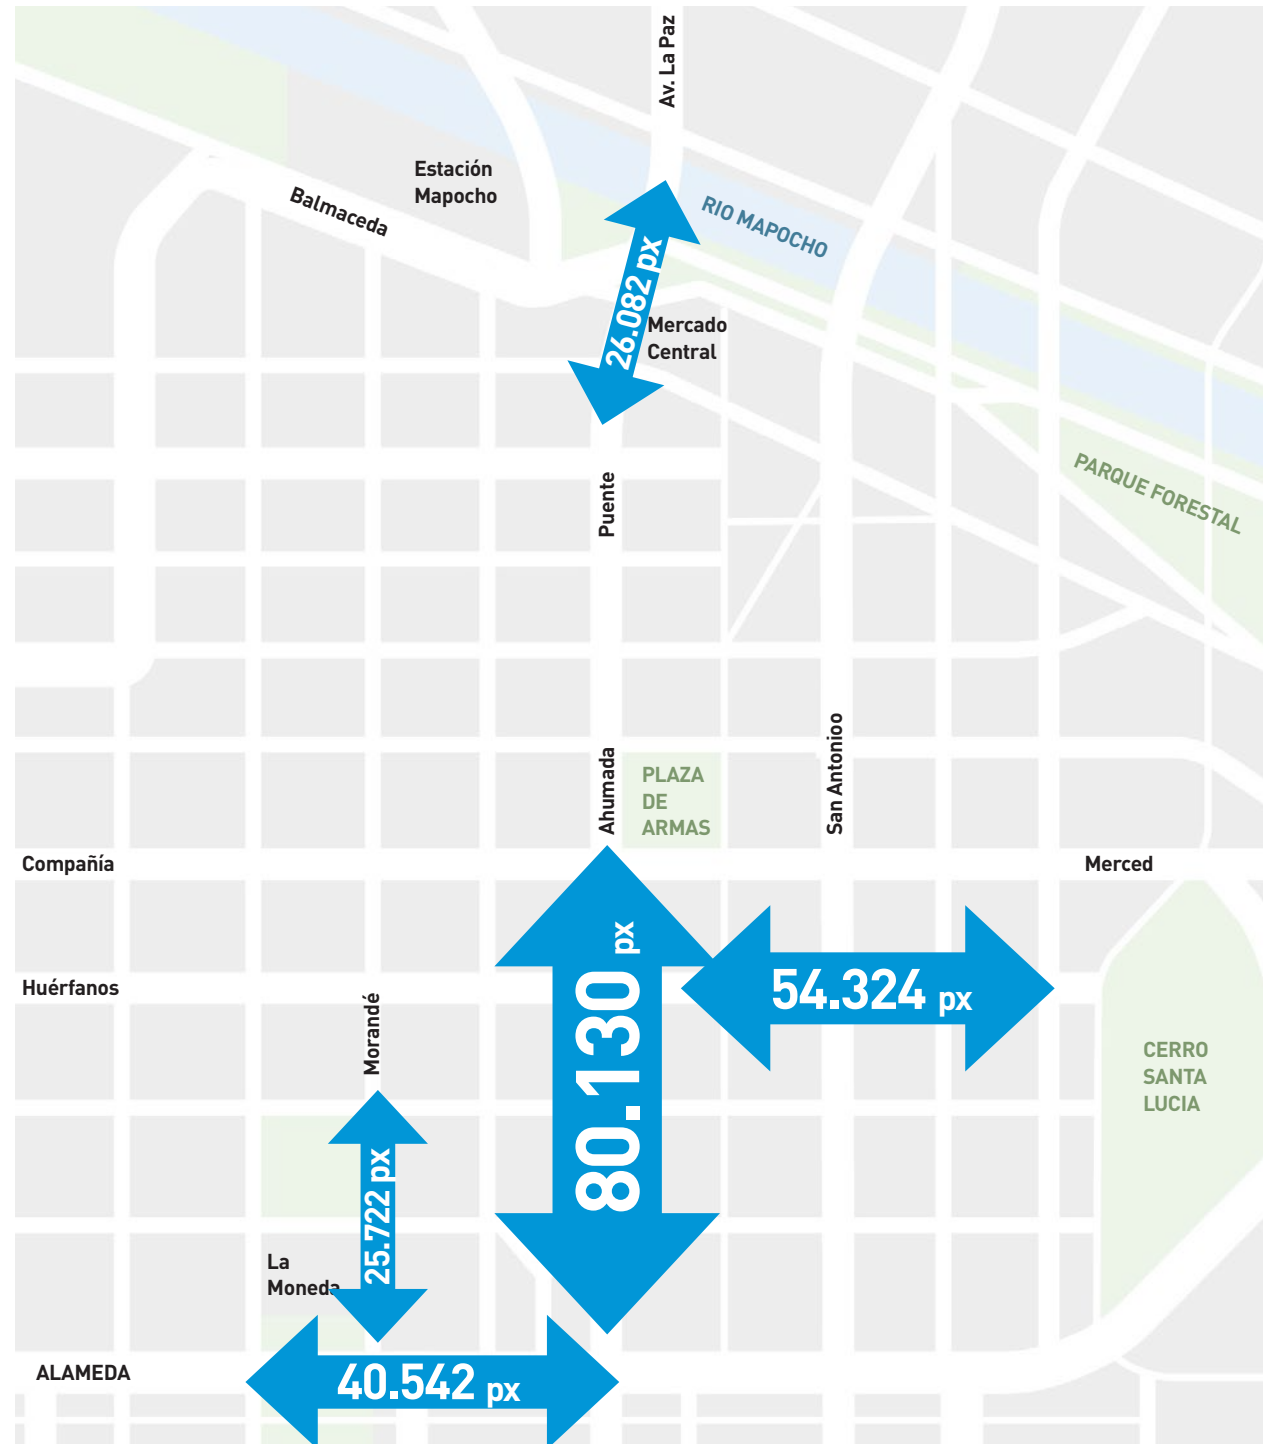 Av. La Paz
Estación
Mapocho
Balmaceda
RIO MAPOCHO
26.082 px
Mercado
Central
PARQUE FORESTAL
Puente
San Antonioo
Ahumada
PLAZA
DE
ARMAS
Compañía
Merced
80.130 px
54.324 px
Huérfanos
Morandé
CERRO
SANTA
LUCIA
25.722 px
La
Moneda
ALAMEDA
40.542 px